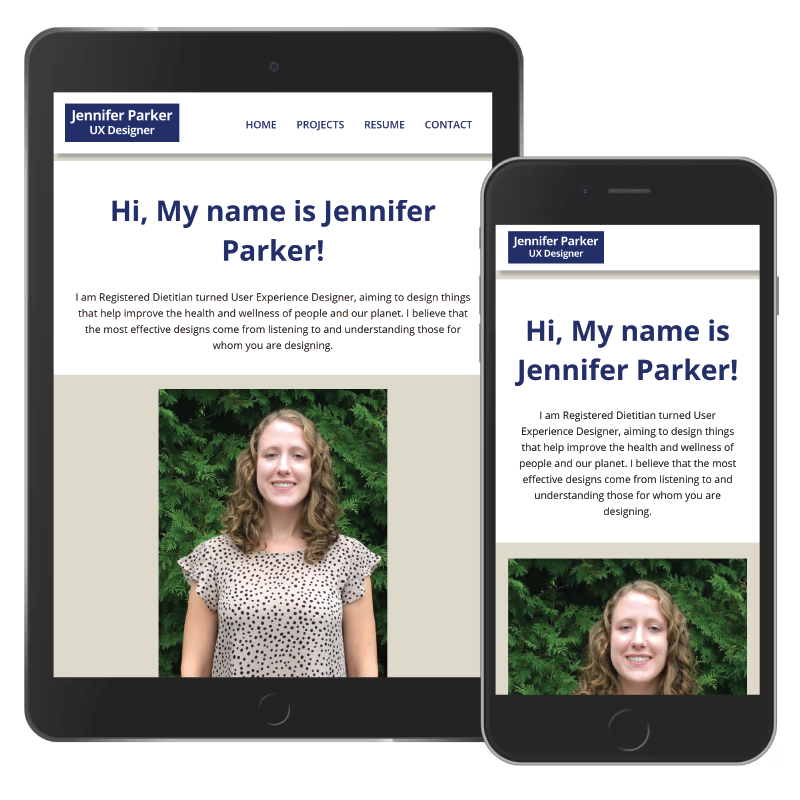 Jennifer Parker
UX Designer
HOME PROJECTS RESUME CONTACT
Hi, My name is Jennifer
Parker!
I am Registered Dietitian turned User Experience Designer, aiming to design things
that help improve the health and wellness of people and our planet. I believe that
the most effective designs come from listening to and understanding those for
whom you are designing.
Jennifer Parker
UX Designer
Hi, My name is
Jennifer Parker!
I am Registered Dietitian turned User
Experience Designer, aiming to design things
that help improve the health and wellness of
people and our planet. I believe that the most
effective designs come from listening to and
understanding those for whom you are
designing.